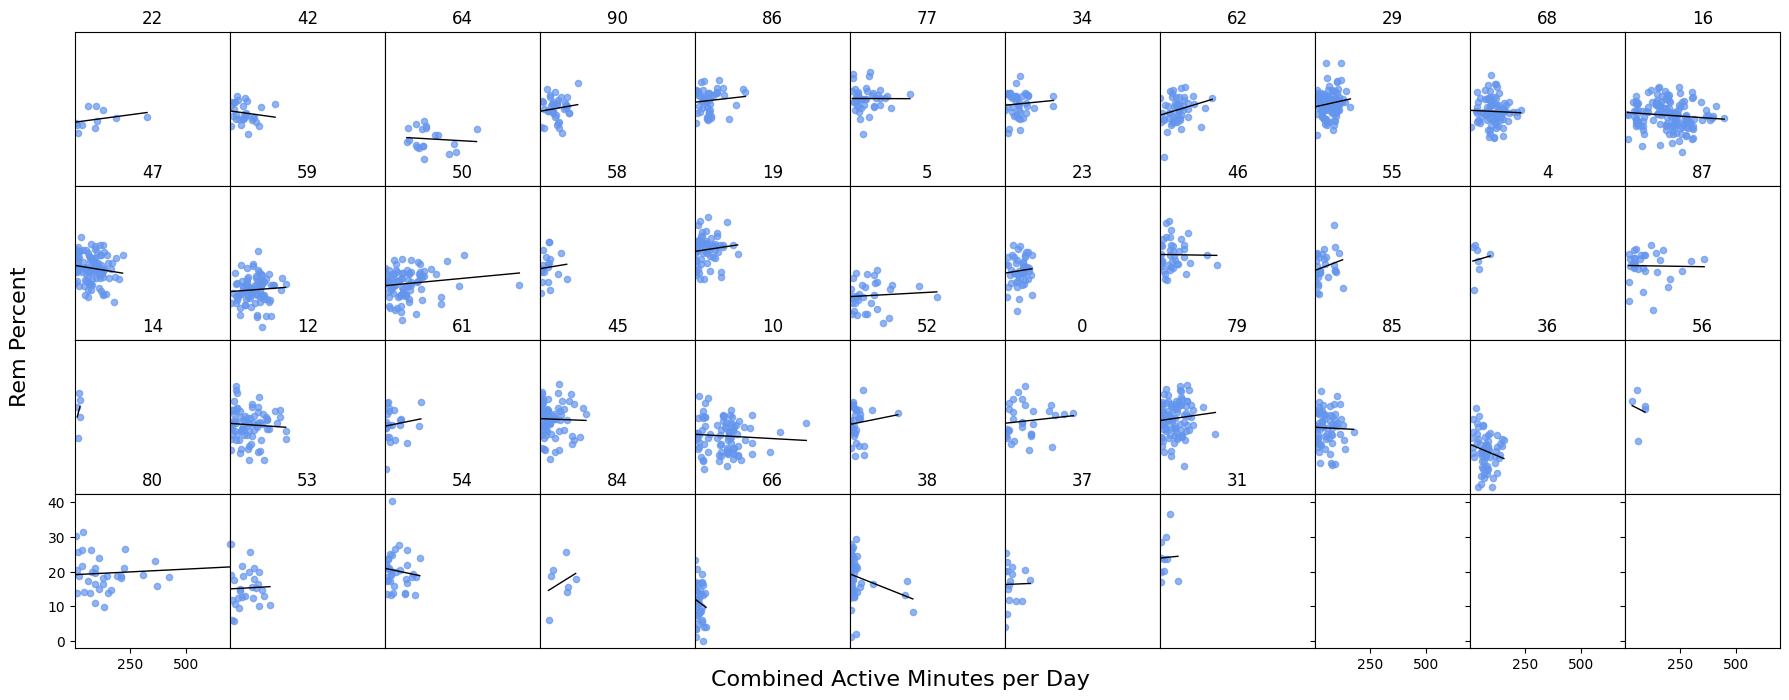 22 42 64 90 86 77 34 62 29 68 16
47 59 50 58 19 5 23 46 55 4 87
14 12 61 45 10 52 0 79 85 36 56
80 53 54 84 66 38 37 31
Rem Percent
40
30
20
10
0
250 500 250 500 250 500 250 500
Combined Active Minutes per Day